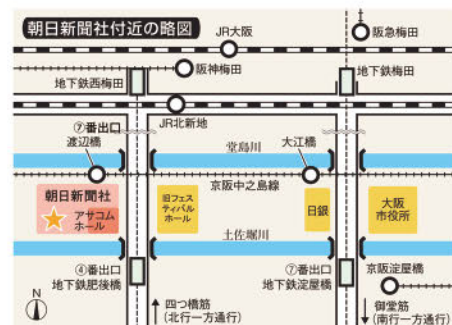 朝日新聞社付近の略図
JR大阪
阪急梅田
阪神梅田
地下鉄西梅田
地下鉄梅田
JR北新地
⑦番出口
渡辺橋
堂島川
大江橋
京阪中之島線
朝日新聞社
アサコム
ホール
旧フェス
ティバル
ホール
日銀
大阪
市役所
土佐堀川
④番出口
地下鉄肥後橋
⑦番出口
地下鉄淀屋橋
京阪淀屋橋
N
四つ橋筋
(北行一方通行)
御堂筋
(南行一方通行)